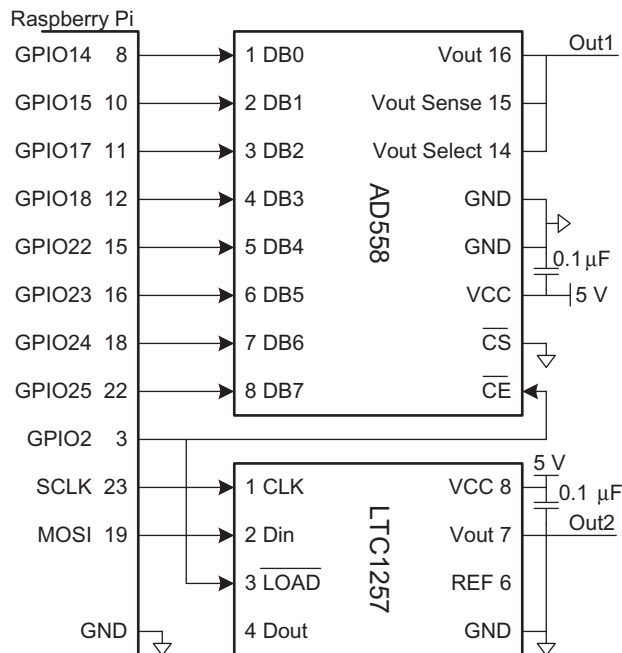 Raspberry Pi
GPIO14 8
GPIO15 10
GPIO17 11
GPIO18 12
GPIO22 15
GPIO23 16
GPIO24 18
GPIO25 22
GPIO2 3
SCLK 23
MOSI 19
GND
1 DB0
2 DB1
3 DB2
4 DB3
5 DB4
6 DB5
7 DB6
8 DB7
AD558
Vout 16
Vout Sense 15
Vout Select 14
GND
GND
VCC
CS
CE
Out1
0.1 µF
5 V
1 CLK
2 Din
3 LOAD
4 Dout
LTC1257
VCC 8
Vout 7
REF 6
GND
5 V
0.1 µF
Out2